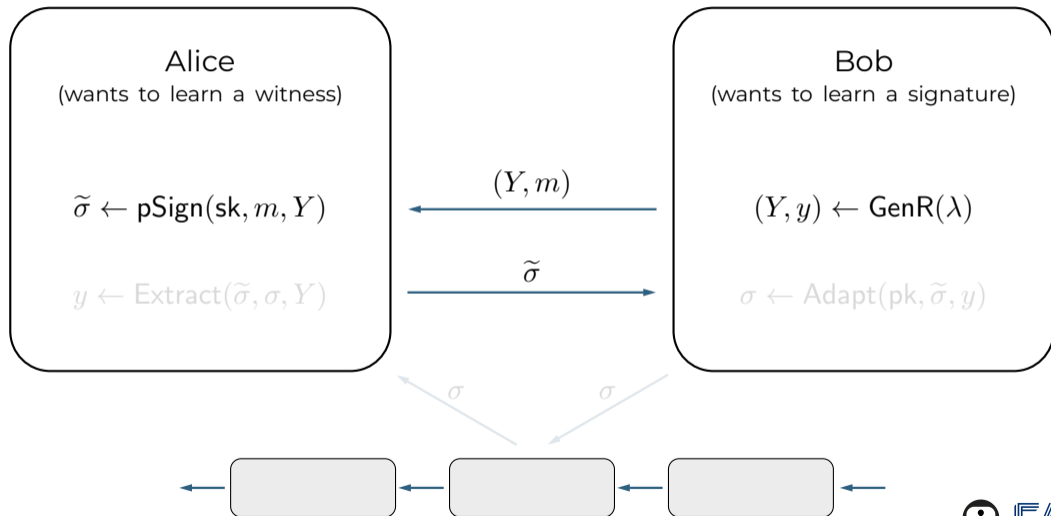 Alice
(wants to learn a witness)
σ̃ ← pSign(sk, m, Y)
y ← Extract(σ̃, σ, Y)
(Y, m)
σ̃
Bob
(wants to learn a signature)
(Y, y) ← GenR(λ)
σ ← Adapt(pk, σ̃, y)
σ
σ